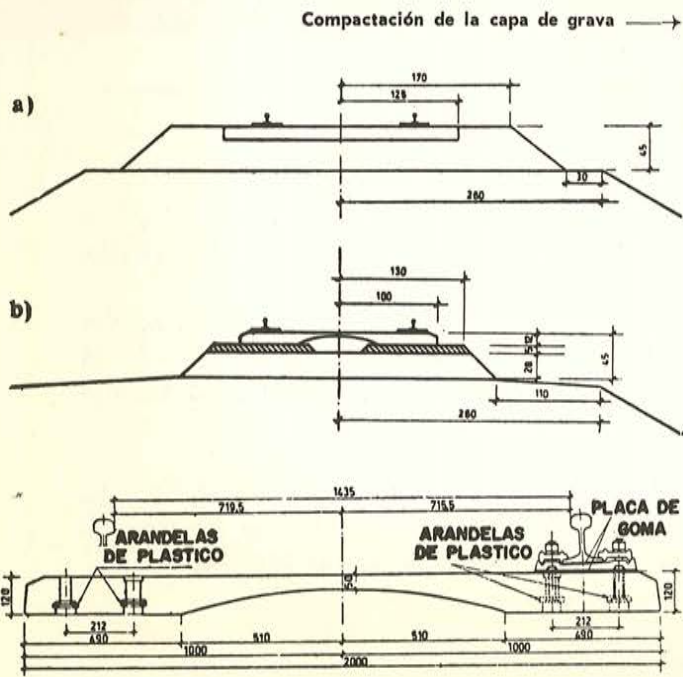 Compactación de la capa de grava →
170
125
a)
45
30
260
130
100
b)
12
5
28
45
110
260
1435
719,5 715,5
PLACA DE
GOMA
ARANDELAS
DE PLASTICO
ARANDELAS
DE PLASTICO
120
50
120
212 212
490 510 510 490
1000 1000
2000